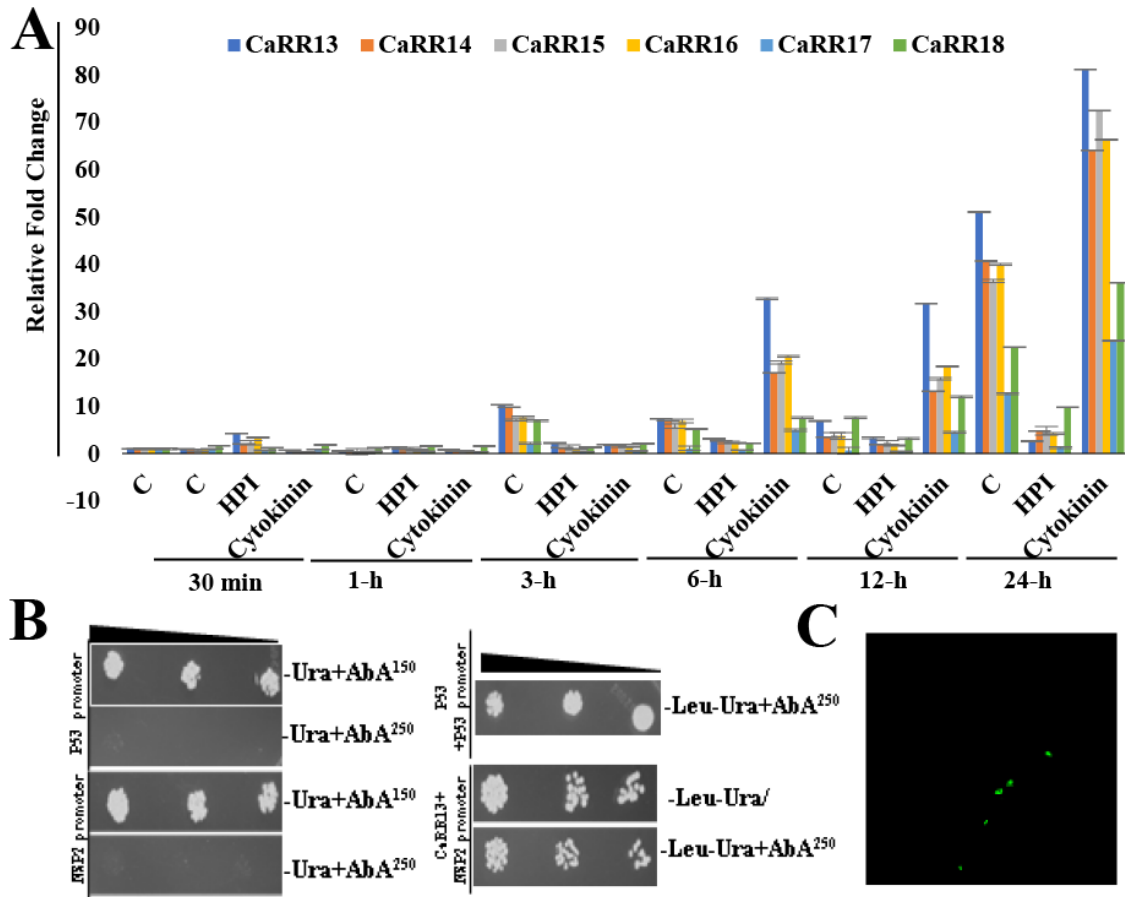 A
CaRR13 CaRR14 CaRR15 CaRR16 CaRR17 CaRR18
Relative Fold Change
90
80
70
60
50
40
30
20
10
0
-10
C C HPI Cytokinin C HPI Cytokinin C HPI Cytokinin C HPI Cytokinin C HPI Cytokinin C HPI Cytokinin
30 min 1-h 3-h 6-h 12-h 24-h
B
P53 promoter
-Ura+AbA¹⁵⁰
-Ura+AbA²⁵⁰
NSP2 promoter
-Ura+AbA¹⁵⁰
-Ura+AbA²⁵⁰
P53
+P53 promoter
-Leu-Ura+AbA²⁵⁰
CaRR13+
NSP2 promoter
-Leu-Ura/
-Leu-Ura+AbA²⁵⁰
C